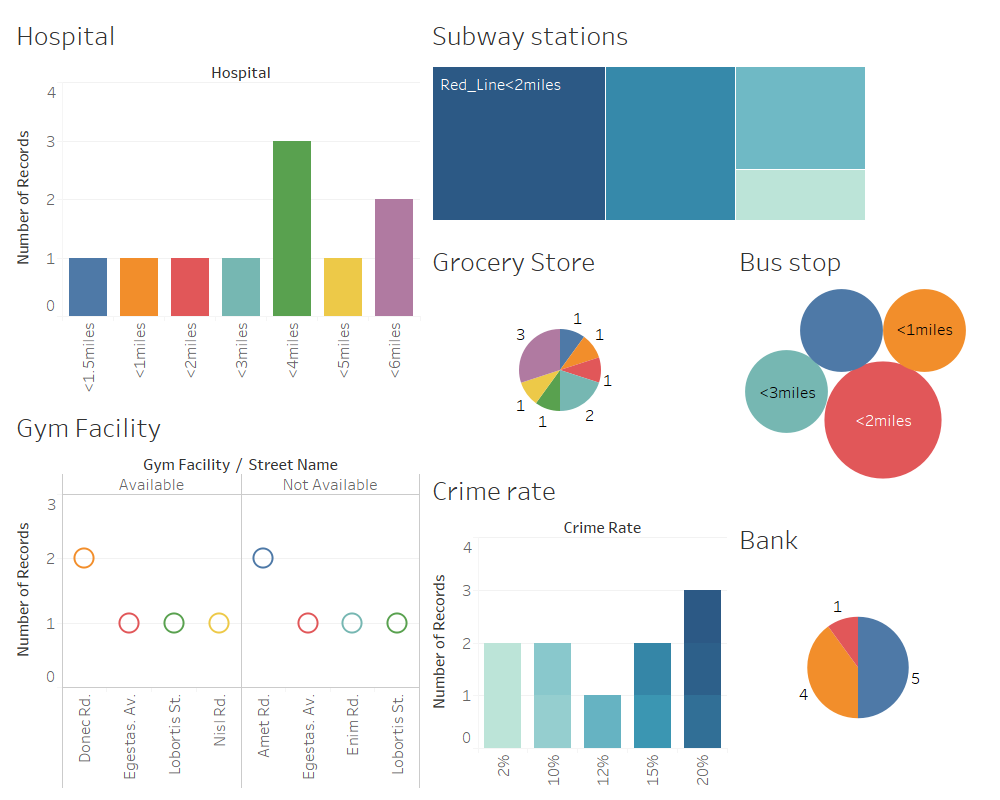 Hospital
Hospital
Number of Records
4
3
2
1
0
<1.5miles
<1miles
<2miles
<3miles
<4miles
<5miles
<6miles
Subway stations
Red_Line<2miles
Grocery Store
1
1
1
2
1
1
3
Bus stop
<1miles
<3miles
<2miles
Gym Facility
Gym Facility / Street Name
Available
Not Available
Number of Records
3
2
1
0
Donec Rd.
Egestas. Av.
Lobortis St.
Nisl Rd.
Amet Rd.
Egestas. Av.
Enim Rd.
Lobortis St.
Crime rate
Crime Rate
Number of Records
4
3
2
1
0
2%
10%
12%
15%
20%
Bank
1
5
4